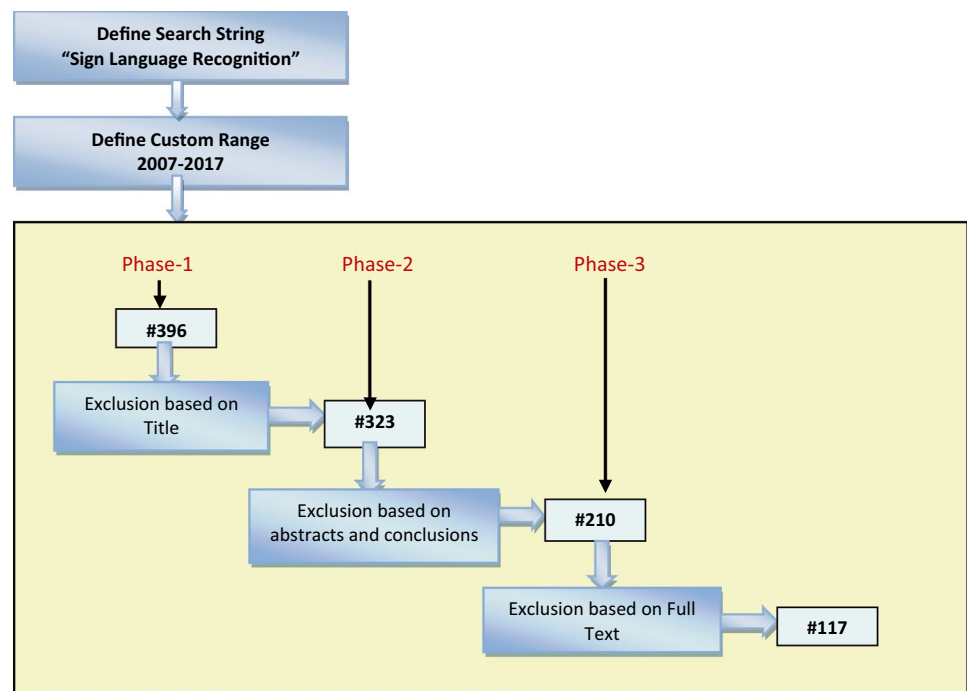 Define Search String
“Sign Language Recognition”
Define Custom Range
2007-2017
Phase-1
Phase-2
Phase-3
#396
Exclusion based on
Title
#323
Exclusion based on
abstracts and conclusions
#210
Exclusion based on Full
Text
#117